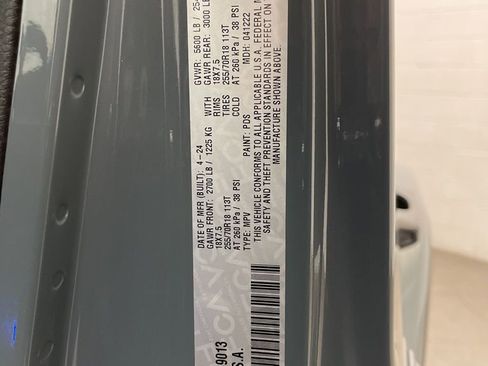 DATE OF MFR (BUILT): 4-24 GVWR: 5600 LB / 25
GAWR FRONT: 2700 LB / 1225 KG WITH GAWR REAR: 3000 LB
18X7.5 RIMS 18X7.5
255/70R18 113T TIRES 255/70R18 113T
AT 260 kPa / 38 PSI COLD AT 260 kPa / 38 PSI
TYPE: MPV PAINT: PDS MDH: 041222
THIS VEHICLE CONFORMS TO ALL APPLICABLE U.S.A. FEDERAL M
SAFETY AND THEFT PREVENTION STANDARDS IN EFFECT ON
MANUFACTURE SHOWN ABOVE.
9013
S.A.